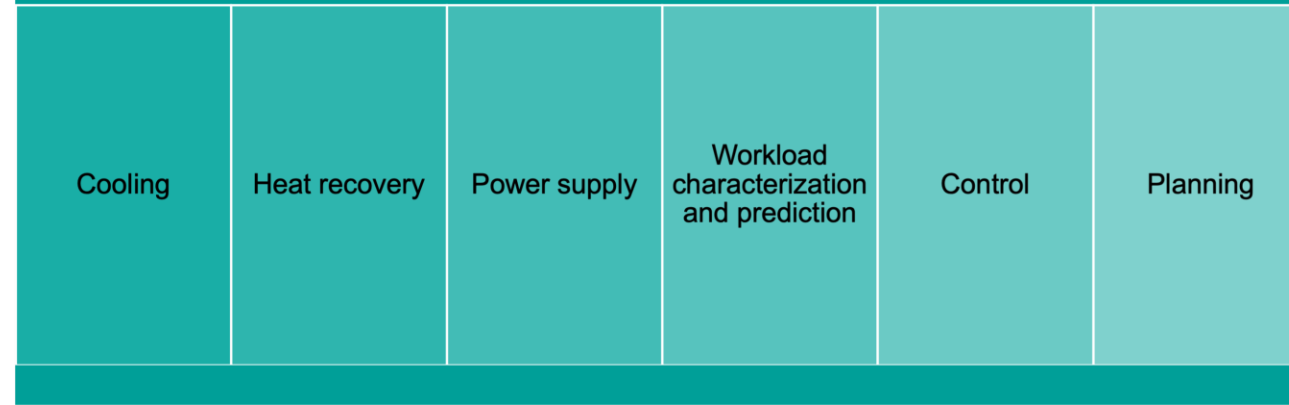 Cooling
Heat recovery
Power supply
Workload
characterization
and prediction
Control
Planning